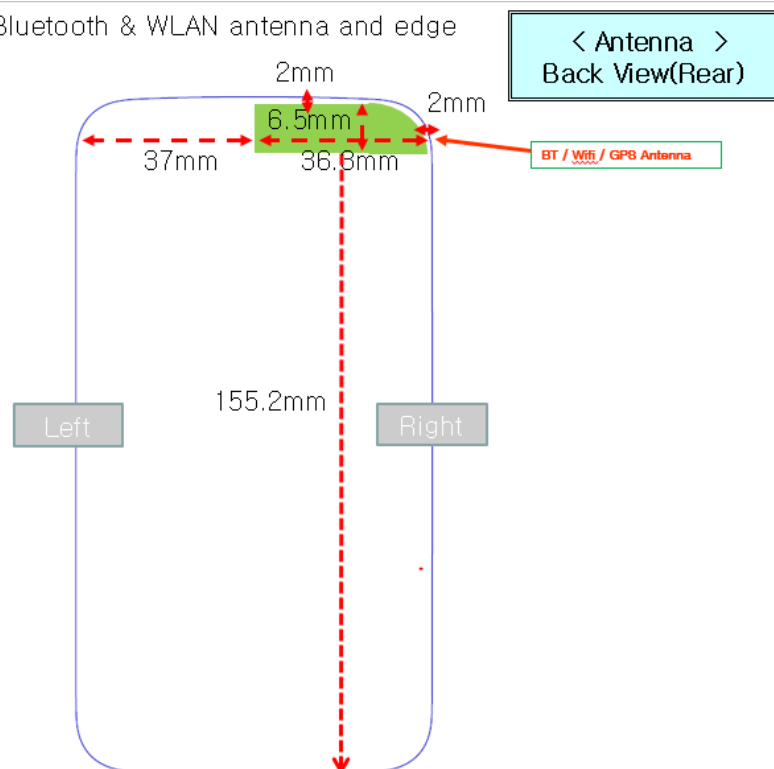 Bluetooth & WLAN antenna and edge
< Antenna >
Back View(Rear)
2mm
2mm
6.5mm
37mm
36.8mm
BT / Wifi / GPS Antenna
155.2mm
Left
Right